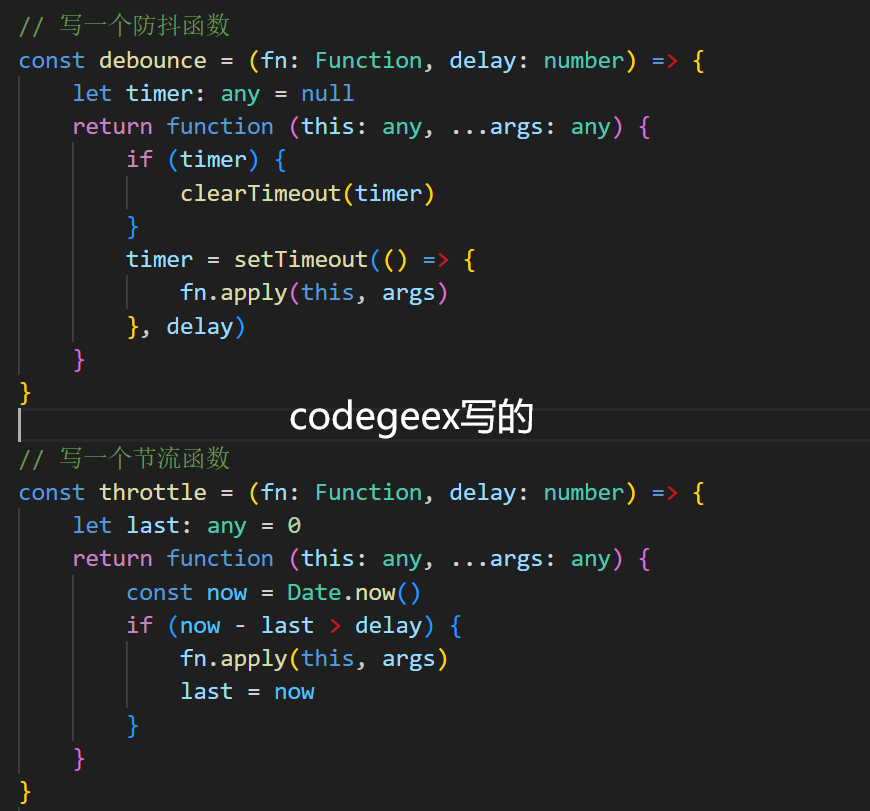 // 写一个防抖函数
const debounce = (fn: Function, delay: number) => {
let timer: any = null
return function (this: any, ...args: any) {
if (timer) {
clearTimeout(timer)
}
timer = setTimeout(() => {
fn.apply(this, args)
}, delay)
}
}
codegeex写的
// 写一个节流函数
const throttle = (fn: Function, delay: number) => {
let last: any = 0
return function (this: any, ...args: any) {
const now = Date.now()
if (now - last > delay) {
fn.apply(this, args)
last = now
}
}
}